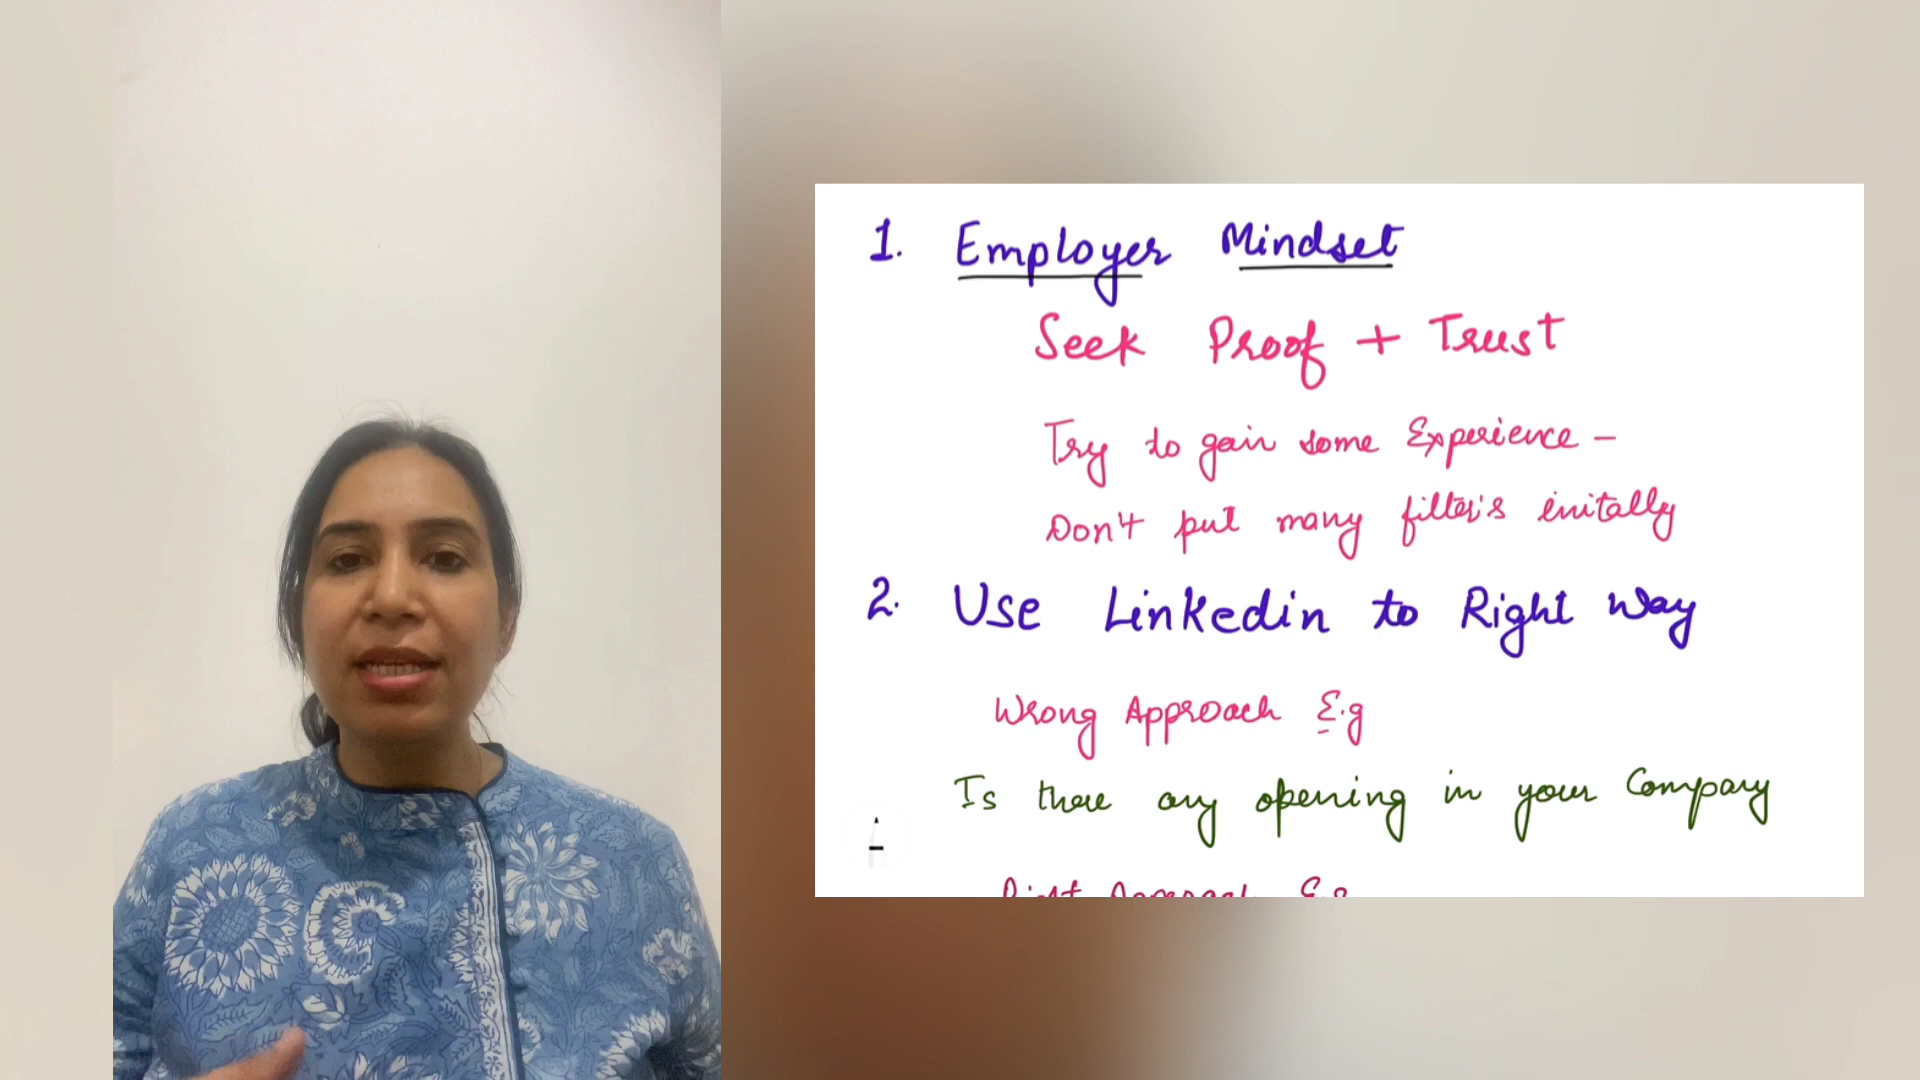 1. Employer Mindset
Seek Proof + Trust
Try to gain some Experience -
Don't put many filter's initally
2. Use Linkedin to Right Way
Wrong Approach E.g
Is there any opening in your Company